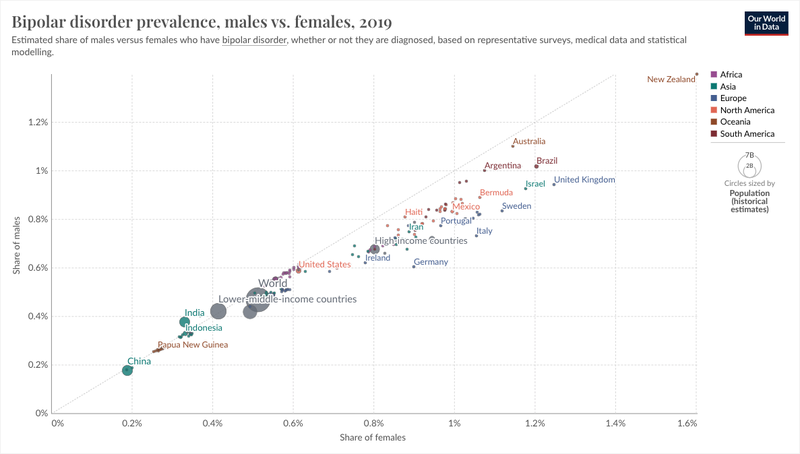 Bipolar disorder prevalence, males vs. females, 2019
Our World
in Data
Estimated share of males versus females who have bipolar disorder, whether or not they are diagnosed, based on representative surveys, medical data and statistical
modelling.
New Zealand
Africa
Asia
Europe
North America
Oceania
South America
7B
2B
Circles sized by
Population
(historical
estimates)
1.2%
1%
0.8%
0.6%
0.4%
0.2%
0%
Share of males
Australia
Argentina
Brazil
Israel
United Kingdom
Bermuda
Haiti
Mexico
Sweden
Portugal
Iran
Italy
High-income countries
Ireland
Germany
United States
World
Lower-middle-income countries
India
Indonesia
Papua New Guinea
China
0%
0.2%
0.4%
0.6%
0.8%
1%
1.2%
1.4%
1.6%
Share of females